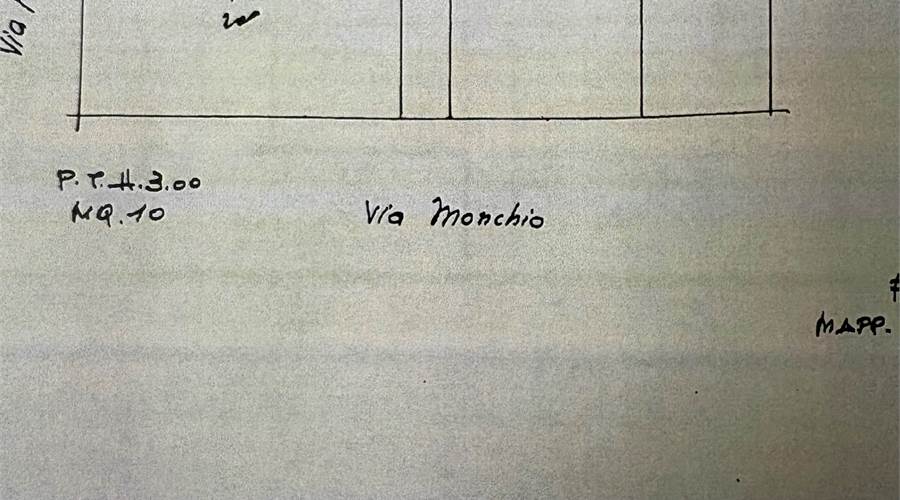 Via
P.T.H.3.00
MQ.10
Via Monchio
MAPP.